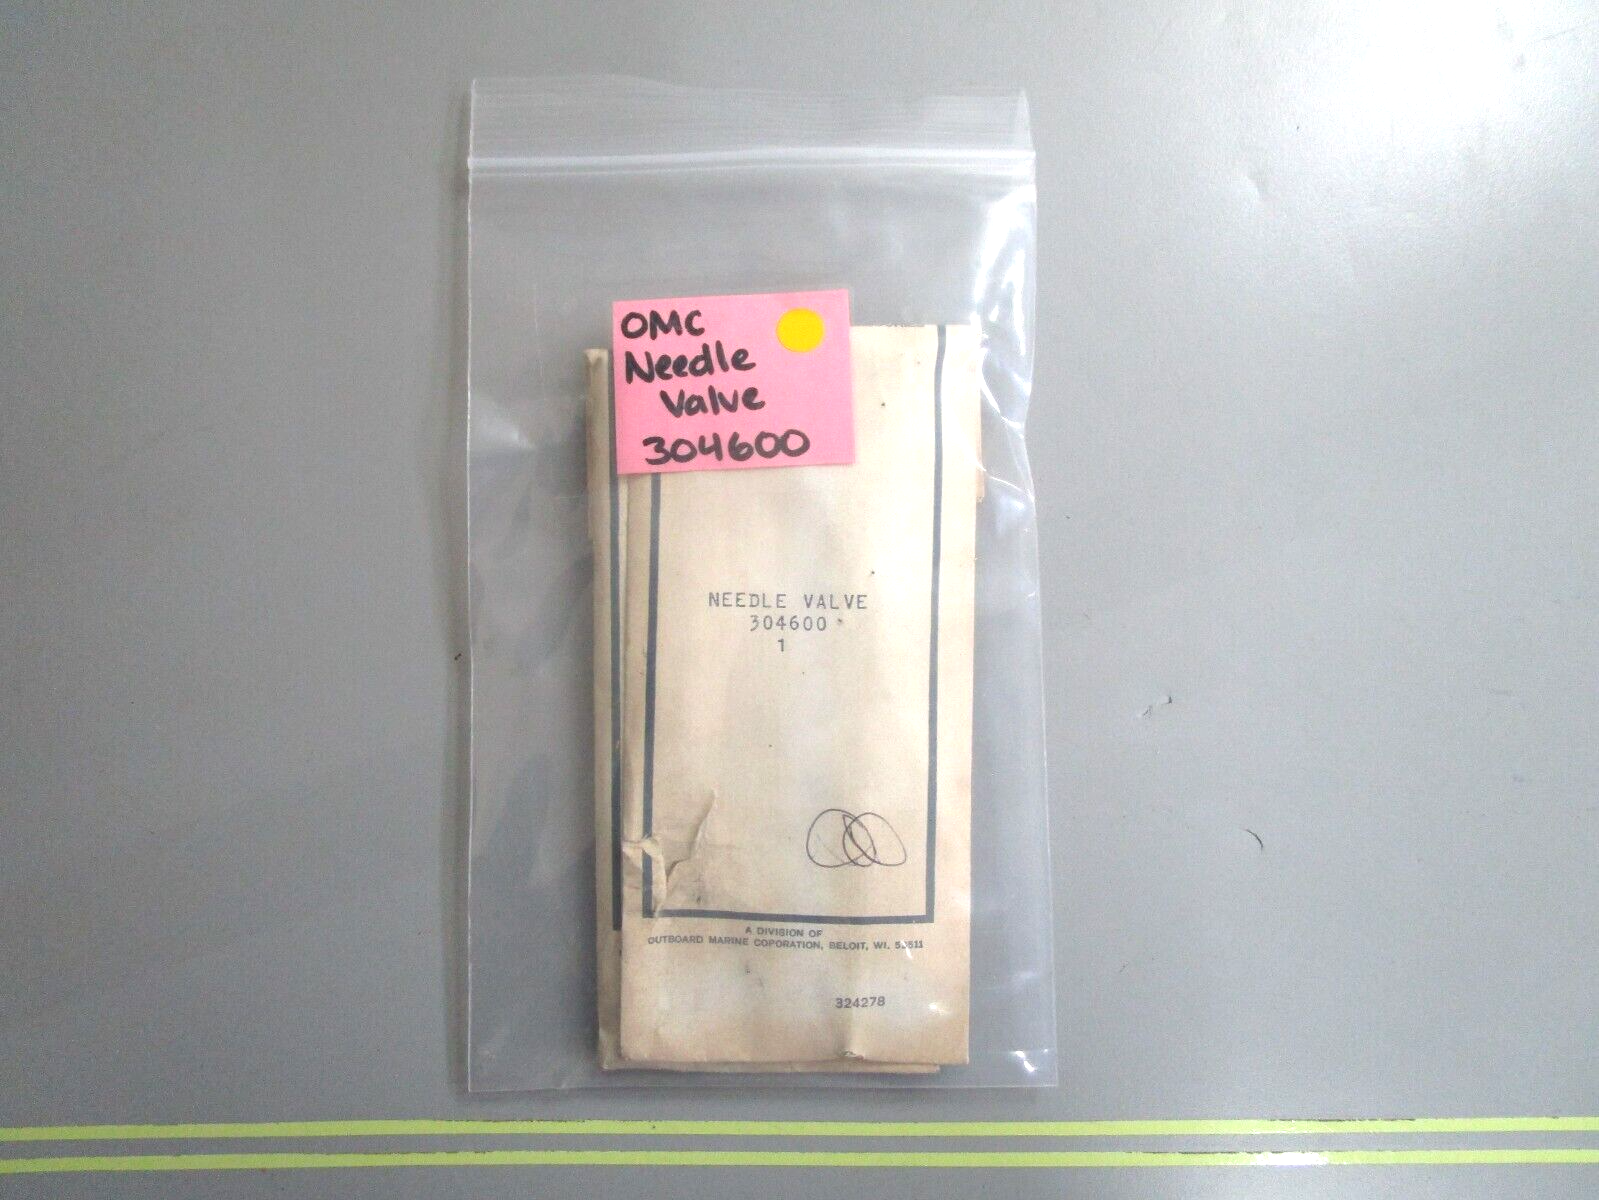 OMC
Needle
Valve
304600
NEEDLE VALVE
304600
1
A DIVISION OF
OUTBOARD MARINE COPORATION, BELOIT, WI.
324278